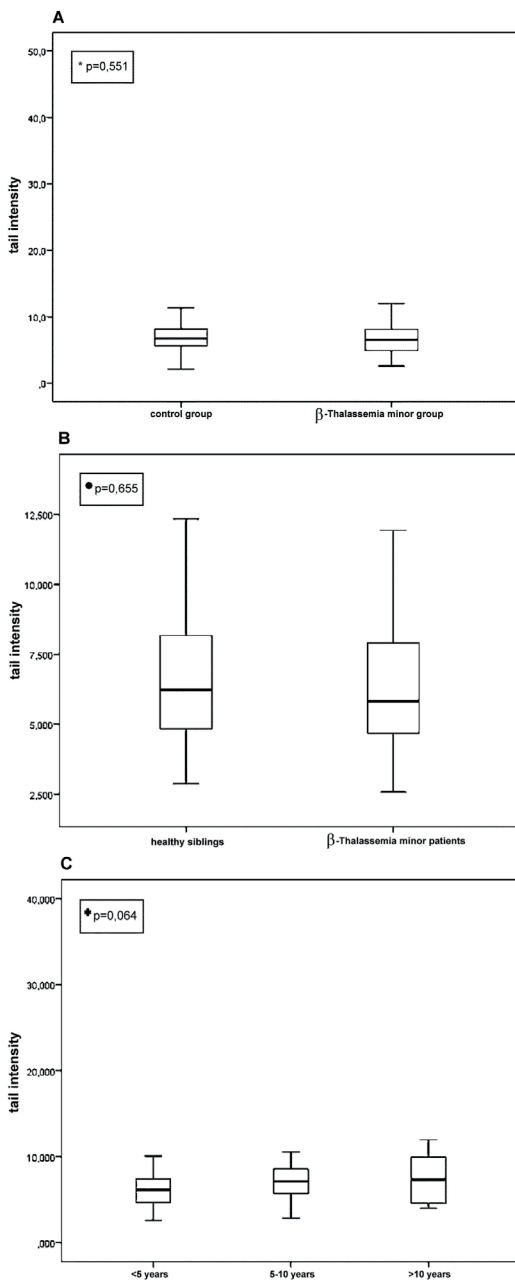 A
50,0
* p=0,551
40,0
30,0
20,0
10,0
,0
tail intensity
control group
β-Thalassemia minor group
B
● p=0,655
12,500
10,000
7,500
5,000
2,500
tail intensity
healthy siblings
β-Thalassemia minor patients
C
40,000
✚ p=0,064
30,000
20,000
10,000
,000
tail intensity
<5 years
5-10 years
>10 years